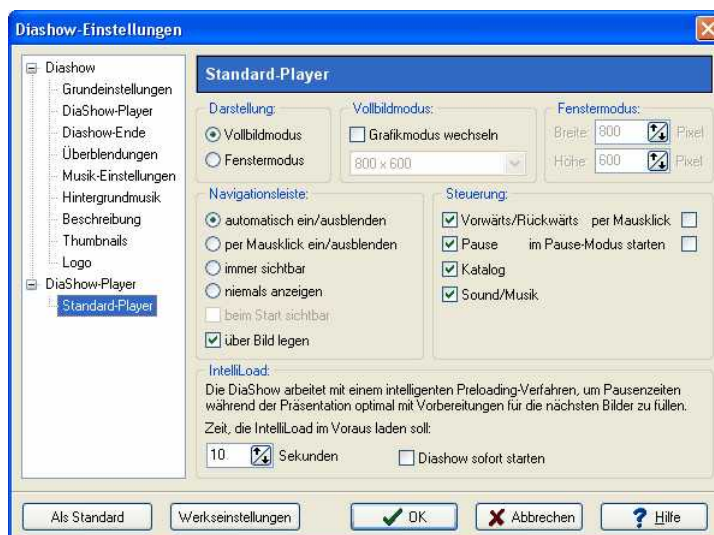 Diashow-Einstellungen
Diashow
Grundeinstellungen
DiaShow-Player
Diashow-Ende
Überblendungen
Musik-Einstellungen
Hintergrundmusik
Beschreibung
Thumbnails
Logo
DiaShow-Player
Standard-Player
Standard-Player
Darstellung:
Vollbildmodus
Fenstermodus
Vollbildmodus:
Grafikmodus wechseln
800 x 600
Fenstermodus:
Breite: 800 Pixel
Höhe: 600 Pixel
Navigationsleiste:
automatisch ein/ausblenden
per Mausklick ein/ausblenden
immer sichtbar
niemals anzeigen
beim Start sichtbar
über Bild legen
Steuerung:
Vorwärts/Rückwärts per Mausklick
Pause im Pause-Modus starten
Katalog
Sound/Musik
IntelliLoad:
Die DiaShow arbeitet mit einem intelligenten Preloading-Verfahren, um Pausenzeiten
während der Präsentation optimal mit Vorbereitungen für die nächsten Bilder zu füllen.
Zeit, die IntelliLoad im Voraus laden soll:
10 Sekunden Diashow sofort starten
Als Standard Werkseinstellungen OK Abbrechen Hilfe